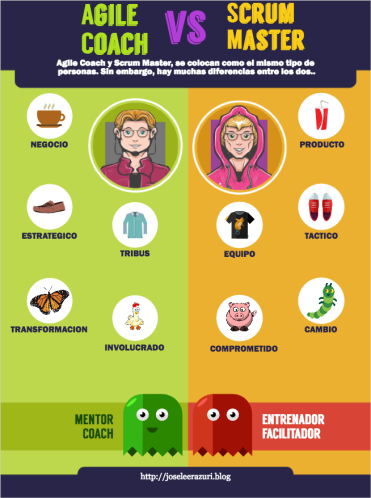 AGILE
COACH
VS
SCRUM
MASTER
Agile Coach y Scrum Master, se colocan como el mismo tipo de
personas. Sin embargo, hay muchas diferencias entre los dos..
NEGOCIO
PRODUCTO
ESTRATEGICO
TRIBUS
EQUIPO
TACTICO
TRANSFORMACION
INVOLUCRADO
COMPROMETIDO
CAMBIO
MENTOR
COACH
ENTRENADOR
FACILITADOR
http://joseleerazuri.blog